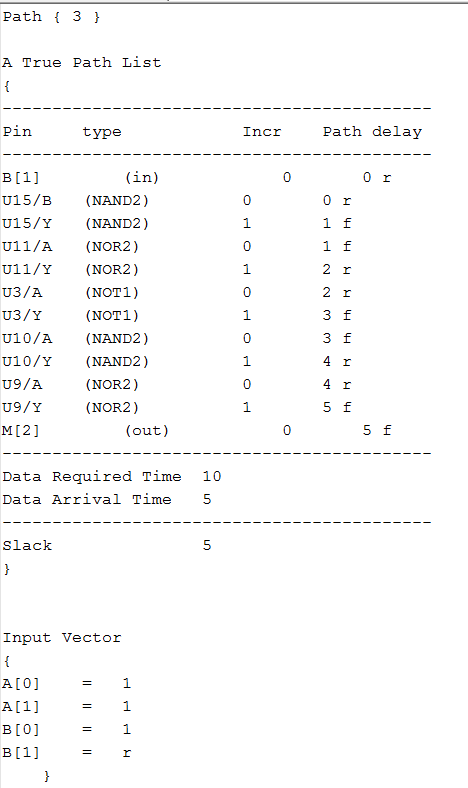 Path { 3 }
A True Path List
{
--------------------------------------------
Pin type Incr Path delay
--------------------------------------------
B[1] (in) 0 0 r
U15/B (NAND2) 0 0 r
U15/Y (NAND2) 1 1 f
U11/A (NOR2) 0 1 f
U11/Y (NOR2) 1 2 r
U3/A (NOT1) 0 2 r
U3/Y (NOT1) 1 3 f
U10/A (NAND2) 0 3 f
U10/Y (NAND2) 1 4 r
U9/A (NOR2) 0 4 r
U9/Y (NOR2) 1 5 f
M[2] (out) 0 5 f
--------------------------------------------
Data Required Time 10
Data Arrival Time 5
--------------------------------------------
Slack 5
}
Input Vector
{
A[0] = 1
A[1] = 1
B[0] = 1
B[1] = r
}